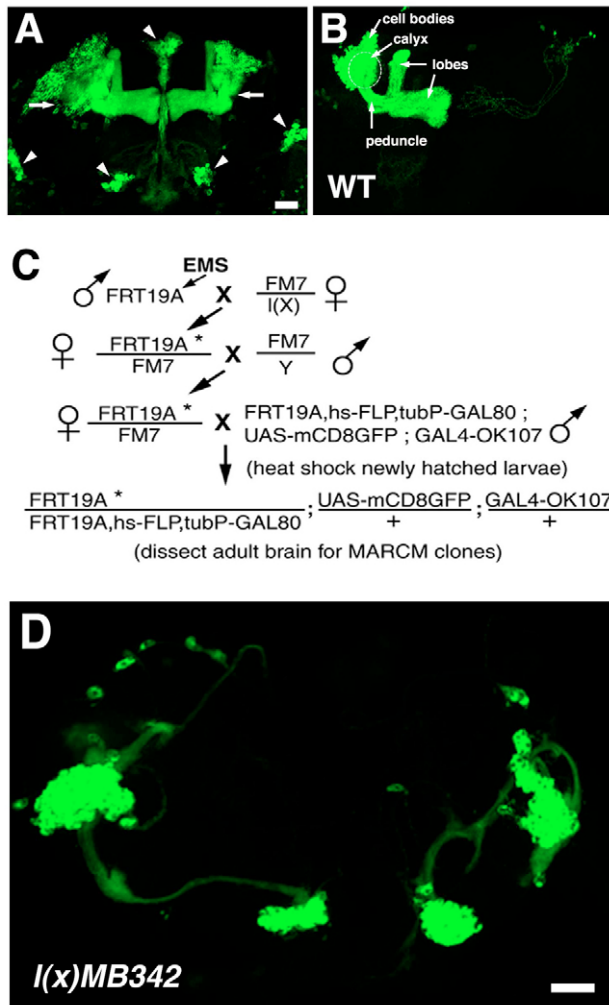 A
B
cell bodies
calyx
lobes
peduncle
WT
C
EMS
♂ FRT19A X FM7 ♀
l(X)
♀ FRT19A * X FM7 ♂
FM7 Y
♀ FRT19A * X FRT19A,hs-FLP,tubP-GAL80 ;
FM7 UAS-mCD8GFP ; GAL4-OK107 ♂
(heat shock newly hatched larvae)
FRT19A * ; UAS-mCD8GFP ; GAL4-OK107
FRT19A,hs-FLP,tubP-GAL80 + +
(dissect adult brain for MARCM clones)
D
l(x)MB342